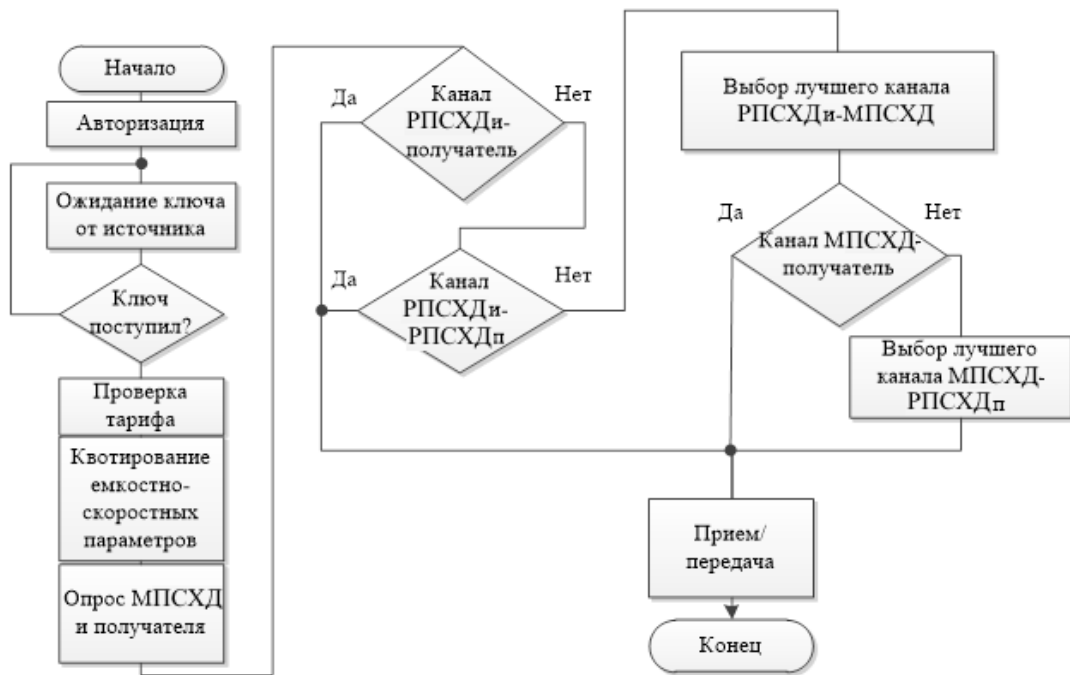 Начало
Авторизация
Ожидание ключа
от источника
Ключ
поступил?
Проверка
тарифа
Квотирование
емкостно-
скоростных
параметров
Опрос МПСХД
и получателя
Да
Канал
РПСХДи-
получатель
Нет
Да
Канал
РПСХДи-
РПСХДп
Нет
Выбор лучшего канала
РПСХДи-МПСХД
Да
Канал МПСХД-
получатель
Нет
Выбор лучшего
канала МПСХД-
РПСХДп
Прием/
передача
Конец